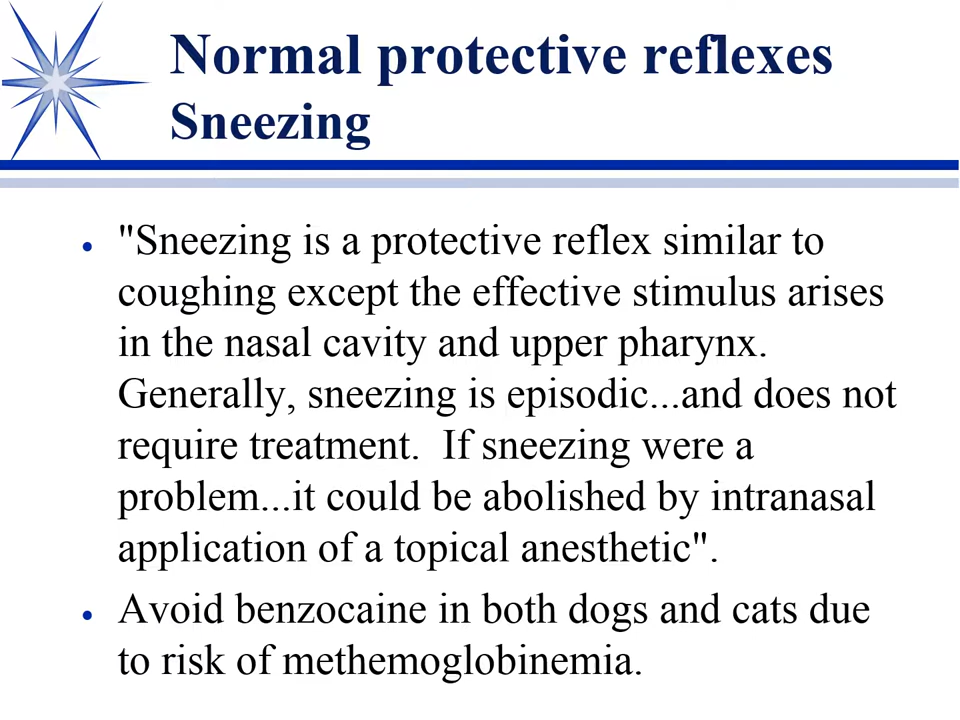 Normal protective reflexes
Sneezing
• "Sneezing is a protective reflex similar to
coughing except the effective stimulus arises
in the nasal cavity and upper pharynx.
Generally, sneezing is episodic...and does not
require treatment.  If sneezing were a
problem...it could be abolished by intranasal
application of a topical anesthetic".
• Avoid benzocaine in both dogs and cats due
to risk of methemoglobinemia.